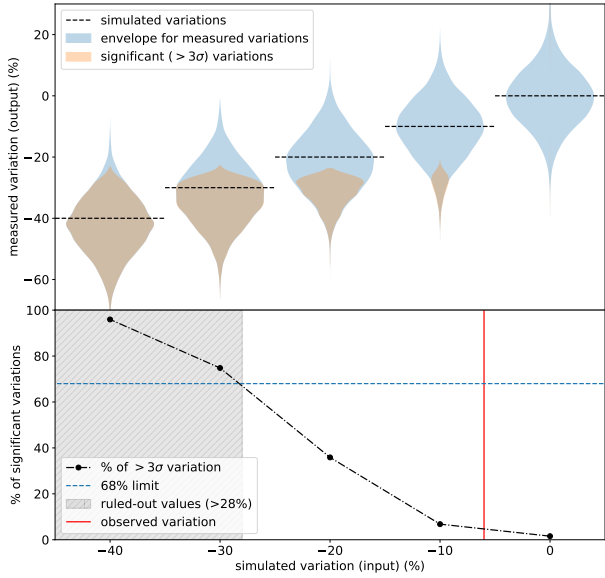 simulated variations
envelope for measured variations
significant (> 3σ) variations
measured variation (output) (%)
20
0
−20
−40
−60
% of significant variations
100
80
60
40
20
0
% of > 3σ variation
68% limit
ruled-out values (>28%)
observed variation
−40
−30
−20
−10
0
simulated variation (input) (%)